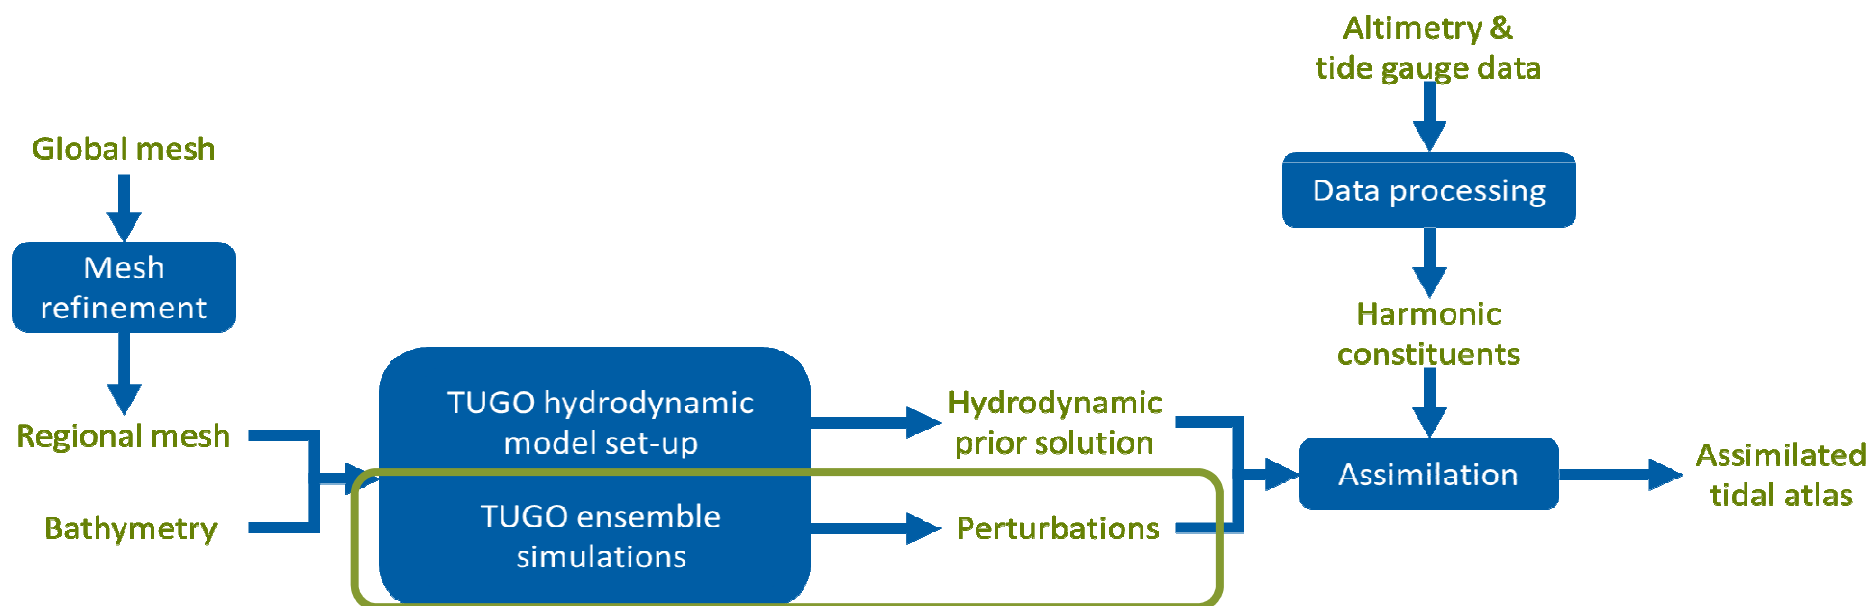 Altimetry &
tide gauge data
Global mesh
Data processing
Mesh
refinement
Harmonic
constituents
TUGO hydrodynamic
model set-up
Hydrodynamic
prior solution
Regional mesh
Assimilation
Assimilated
tidal atlas
TUGO ensemble
simulations
Perturbations
Bathymetry